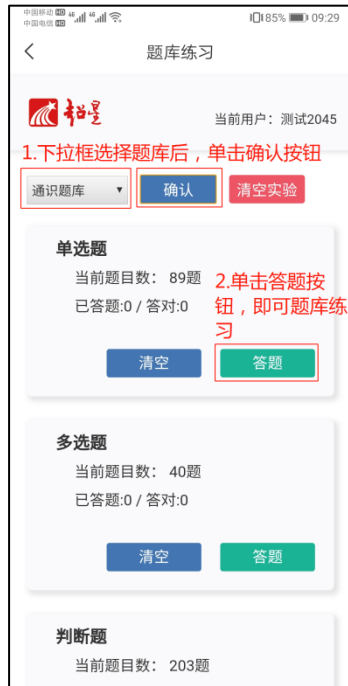 中国移动 HD 46 46 85% 09:29
中国电信 HD
题库练习
超星
当前用户：测试2045
1.下拉框选择题库后，单击确认按钮
通识题库 确认 清空实验
单选题
当前题目数： 89题
已答题:0 / 答对:0
2.单击答题按
钮，即可题库练
习
清空 答题
多选题
当前题目数： 40题
已答题:0 / 答对:0
清空 答题
判断题
当前题目数： 203题